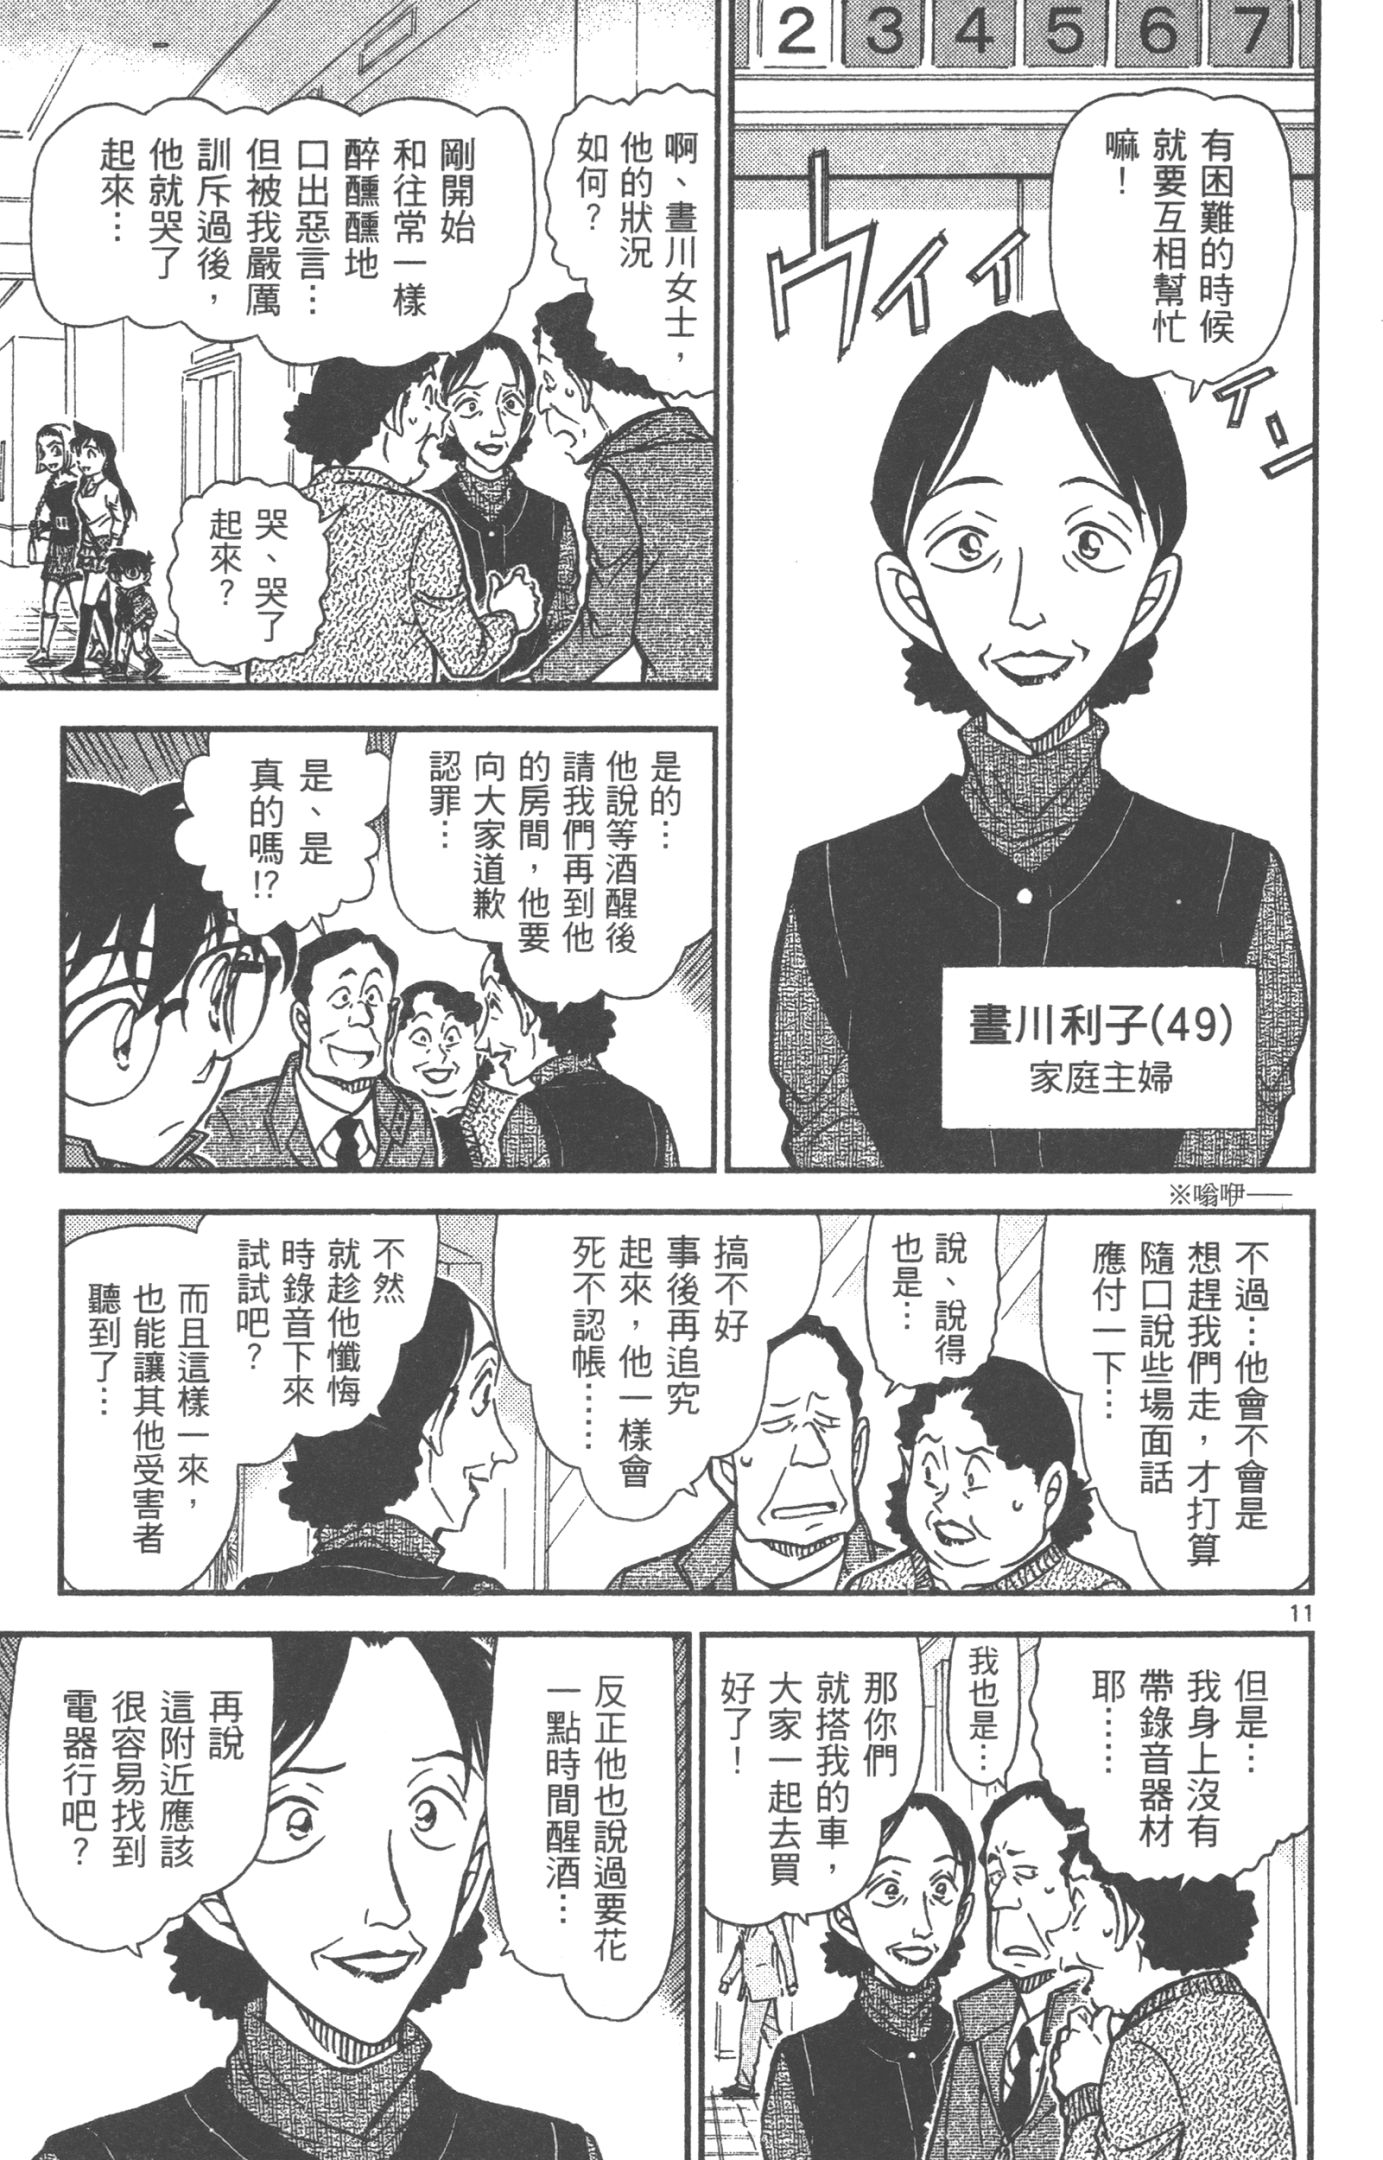 2 3 4 5 6 7
有困難的時候
就要互相幫忙
嘛！
ウィィィィン
晝川利子(49)
家庭主婦
※嗡咿──
啊、晝川女士，
他的狀況
如何？
剛開始
和往常一樣
醉醺醺地
口出惡言…
但被我嚴厲
訓斥過後，
他就哭了
起來…
哭、哭了
起來？
是的…
他說等酒醒後
請我們再到他
的房間，他要
向大家道歉
認罪…
是、是
真的嗎!?
不過…他會不會是
想趕我們走，才打算
隨口說些場面話
應付一下…
說、說得
也是…
搞不好
事後再追究
起來，他一樣會
死不認帳……
不然
就趁他懺悔
時錄音下來
試試吧？
而且這樣一來，
也能讓其他受害者
聽到了…
11
但是…
我身上沒有
帶錄音器材
耶……
我也是…
那你們
就搭我的車，
大家一起去買
好了！
反正他也說過要花
一點時間醒酒…
再說
這附近應該
很容易找到
電器行吧？